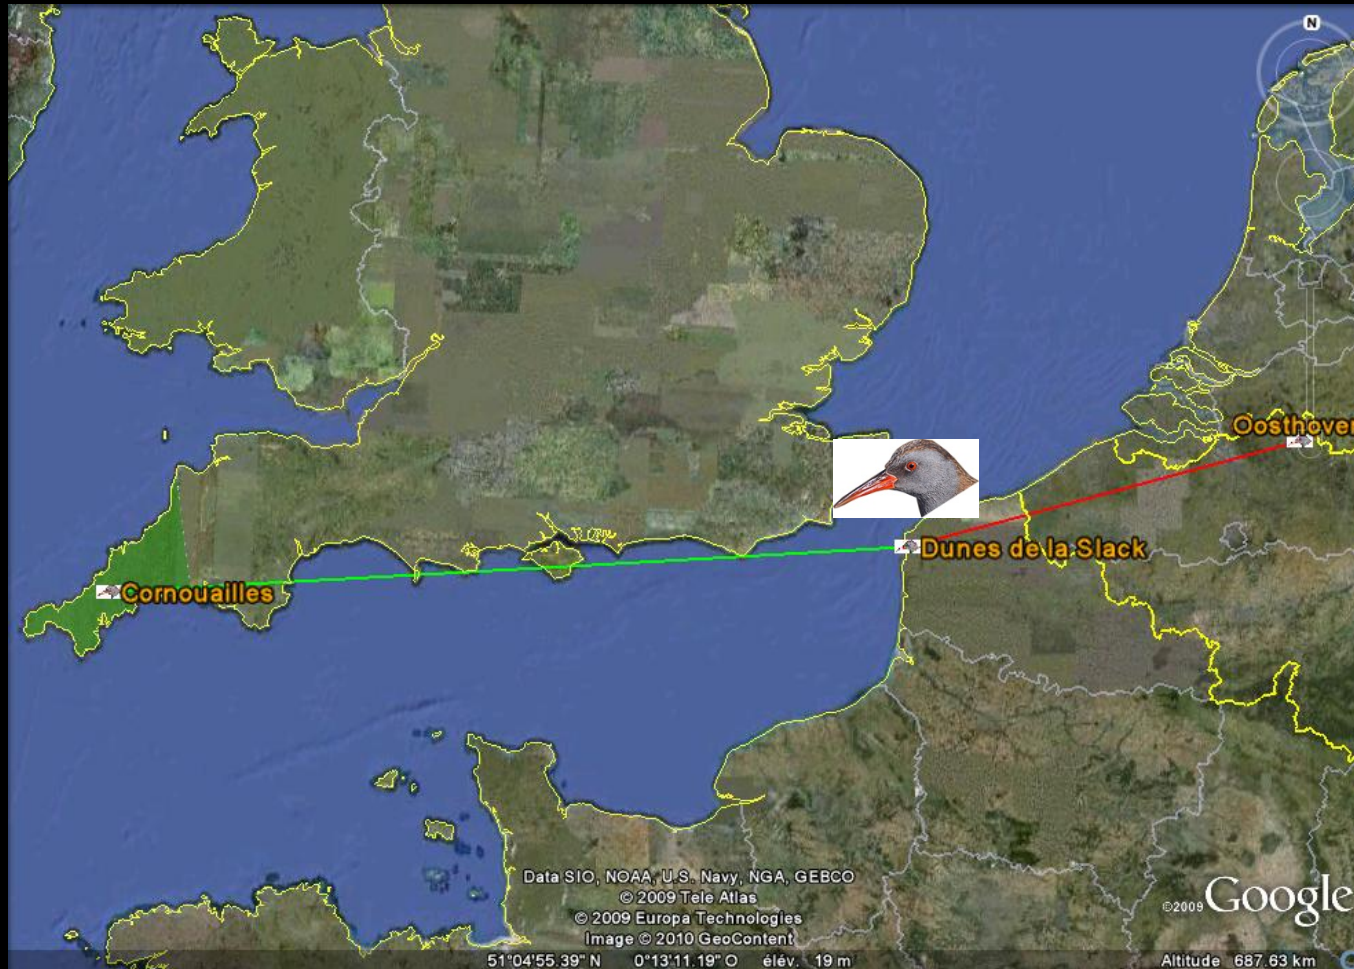 N
Oosthoven
Dunes de la Slack
Cornouailles
Data SIO, NOAA, U.S. Navy, NGA, GEBCO
© 2009 Tele Atlas
© 2009 Europa Technologies
Image © 2010 GeoContent
©2009 Google
51°04'55.39" N 0°13'11.19" O élév. 19 m
Altitude 687.63 km